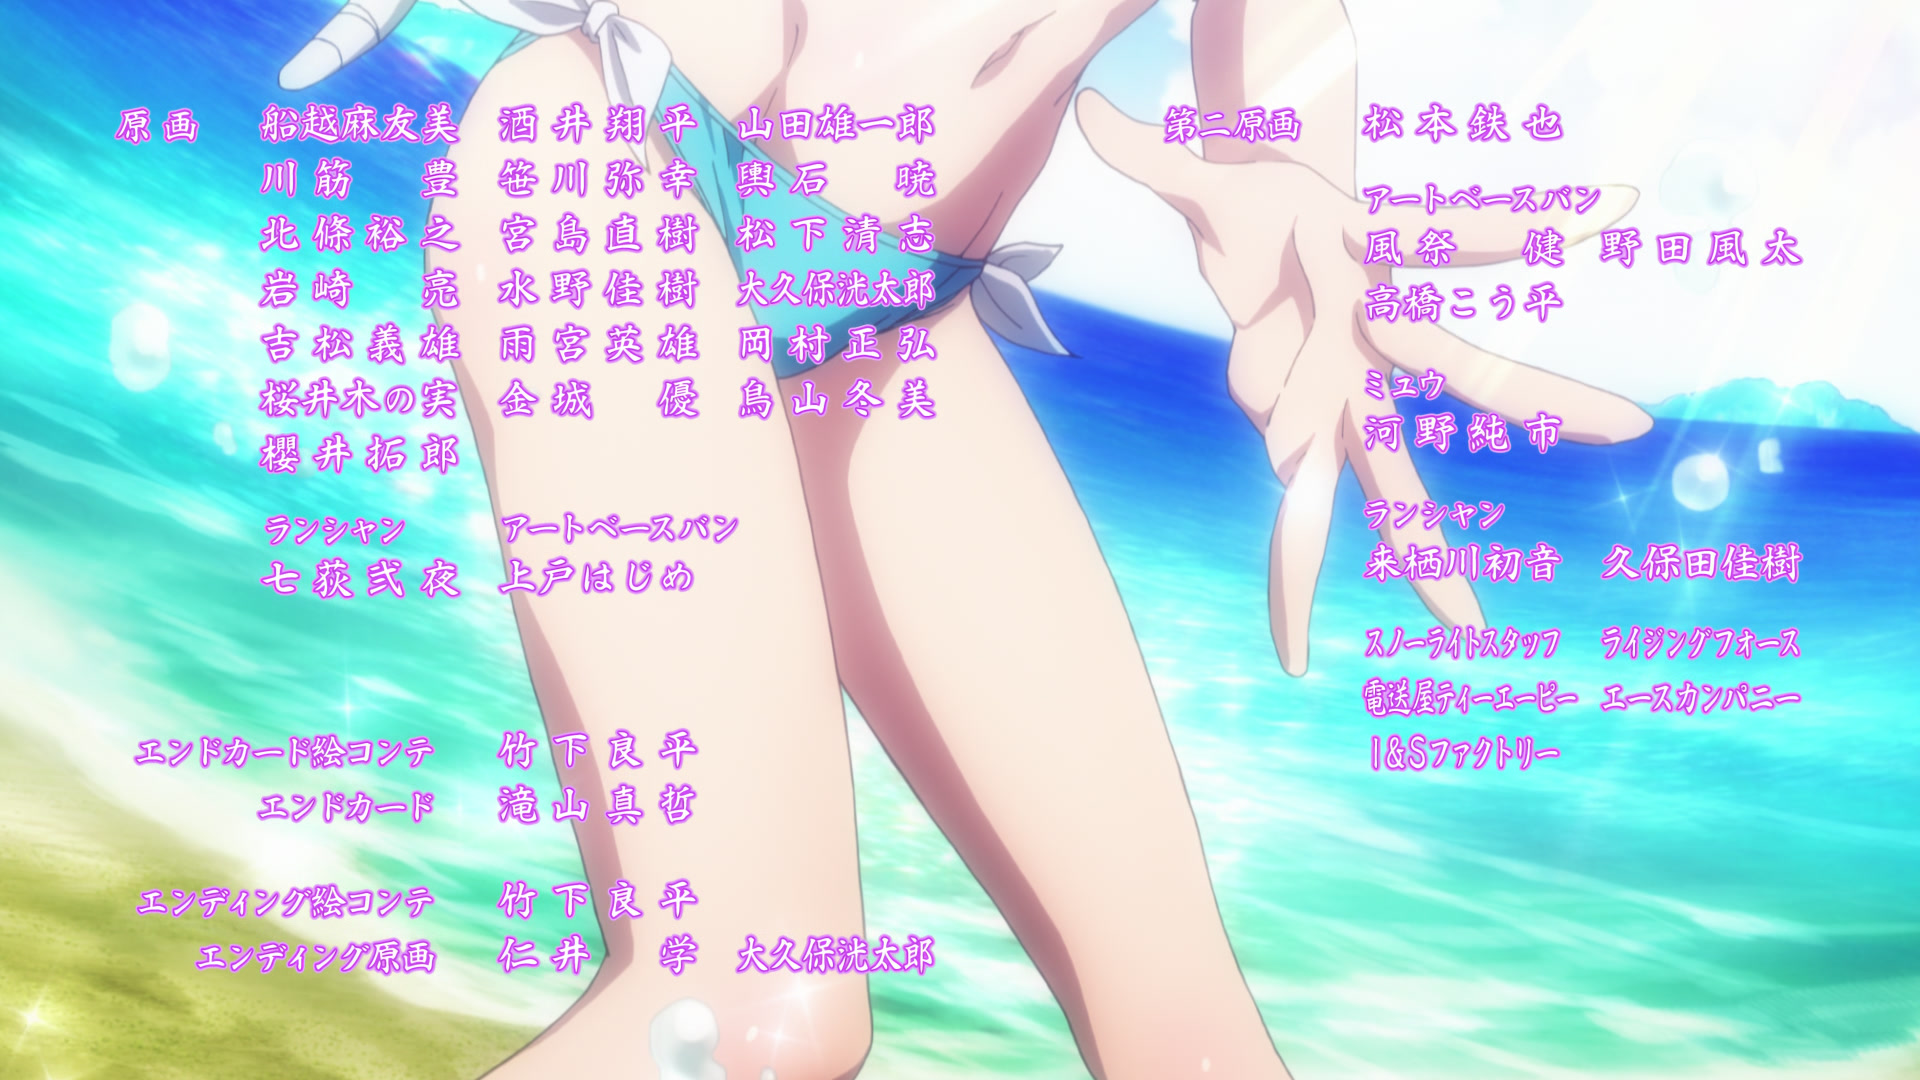 原画 船越麻友美 酒井翔平 山田雄一郎
川筋豊 笹川弥幸 輿石暁
北條裕之 宮島直樹 松下清志
岩崎亮 水野佳樹 大久保洸太郎
吉松義雄 雨宮英雄 岡村正弘
桜井木の実 金城優 鳥山冬美
櫻井拓郎
ランシャン アートベースバン
七荻弐夜 上戸はじめ
エンドカード絵コンテ 竹下良平
エンドカード 滝山真哲
エンディング絵コンテ 竹下良平
エンディング原画 仁井学 大久保洸太郎
第二原画 松本鉄也
アートベースバン
風祭健 野田風太
高橋こう平
ミュウ
河野純市
ランシャン
来栖川初音 久保田佳樹
スノーライトスタッフ ライジングフォース
電送屋ティーエーピー エースカンパニー
I&Sファクトリー